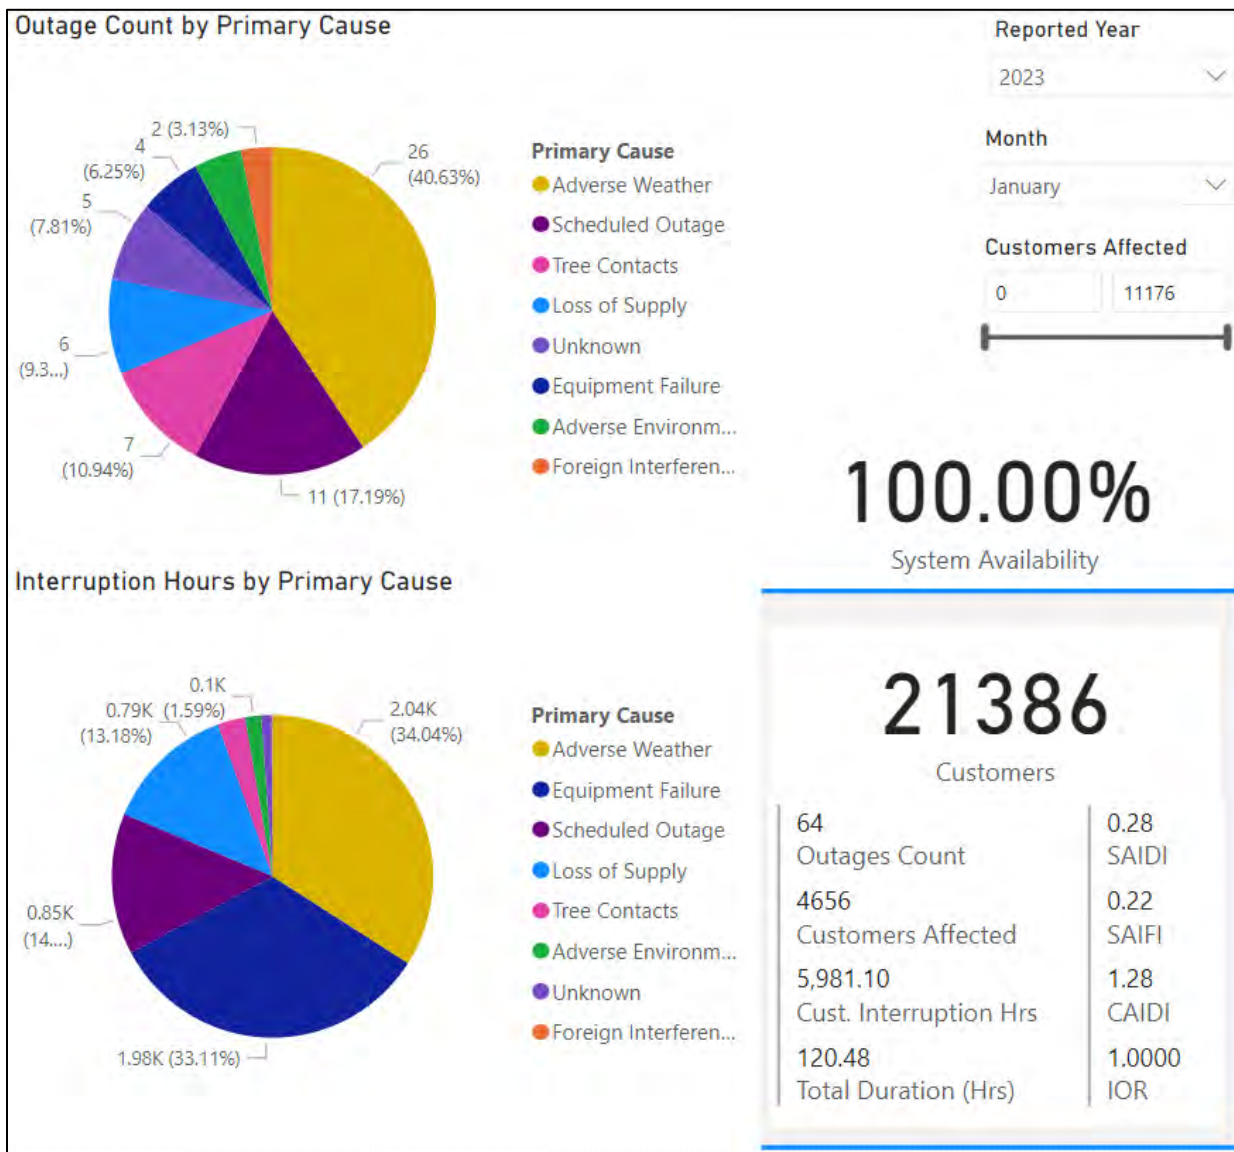 Outage Count by Primary Cause
2 (3.13%)
4
(6.25%)
5
(7.81%)
6
(9.3...)
7
(10.94%)
11 (17.19%)
26
(40.63%)
Primary Cause
Adverse Weather
Scheduled Outage
Tree Contacts
Loss of Supply
Unknown
Equipment Failure
Adverse Environm...
Foreign Interferen...
Reported Year
2023
Month
January
Customers Affected
0 11176
100.00%
System Availability
Interruption Hours by Primary Cause
0.1K
(1.59%)
0.79K
(13.18%)
0.85K
(14....)
1.98K (33.11%)
2.04K
(34.04%)
Primary Cause
Adverse Weather
Equipment Failure
Scheduled Outage
Loss of Supply
Tree Contacts
Adverse Environm...
Unknown
Foreign Interferen...
21386
Customers
64
Outages Count
4656
Customers Affected
5,981.10
Cust. Interruption Hrs
120.48
Total Duration (Hrs)
0.28
SAIDI
0.22
SAIFI
1.28
CAIDI
1.0000
IOR